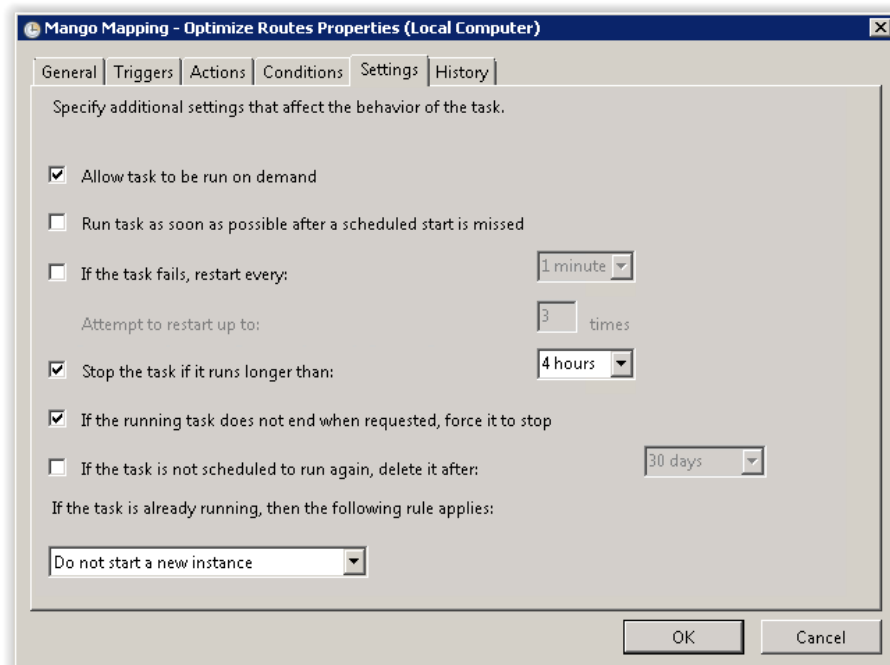 Mango Mapping - Optimize Routes Properties (Local Computer)
General Triggers Actions Conditions Settings History
Specify additional settings that affect the behavior of the task.
Allow task to be run on demand
Run task as soon as possible after a scheduled start is missed
If the task fails, restart every: 1 minute
Attempt to restart up to: 3 times
Stop the task if it runs longer than: 4 hours
If the running task does not end when requested, force it to stop
If the task is not scheduled to run again, delete it after: 30 days
If the task is already running, then the following rule applies:
Do not start a new instance
OK Cancel